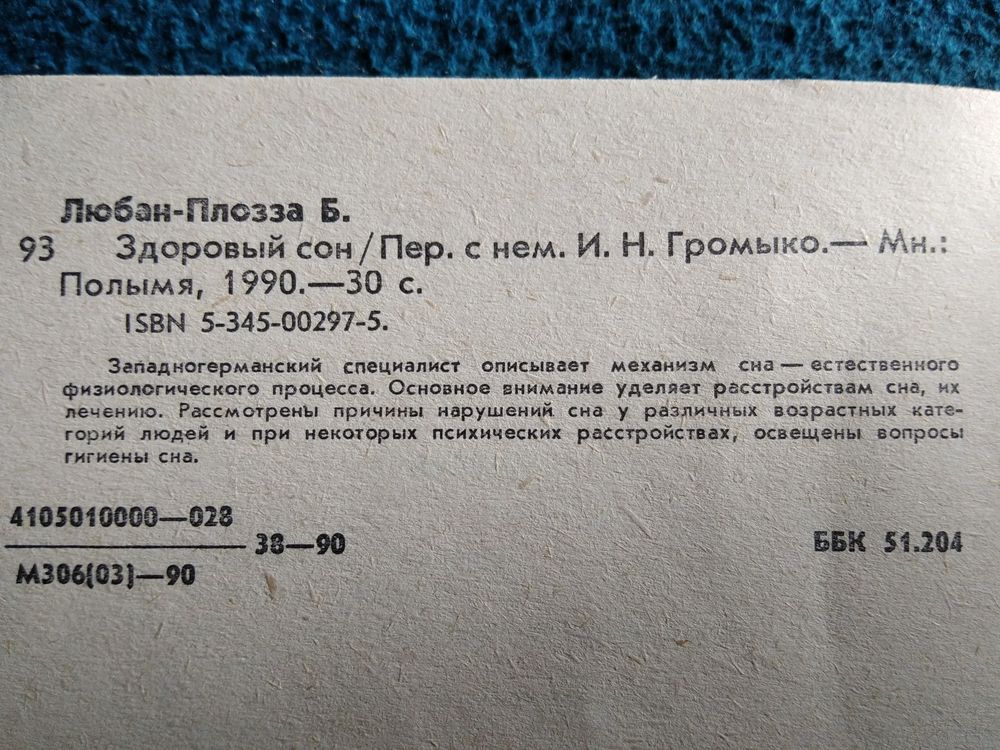 Любан-Плозза Б.
93 Здоровый сон/Пер. с нем. И. Н. Громыко.— Мн.:
Полымя, 1990.—30 с.
ISBN 5-345-00297-5.
Западногерманский специалист описывает механизм сна — естественного
физиологического процесса. Основное внимание уделяет расстройствам сна, их
лечению. Рассмотрены причины нарушений сна у различных возрастных кате-
горий людей и при некоторых психических расстройствах, освещены вопросы
гигиены сна.
4105010000—028
38—90
М306(03)—90
ББК 51.204